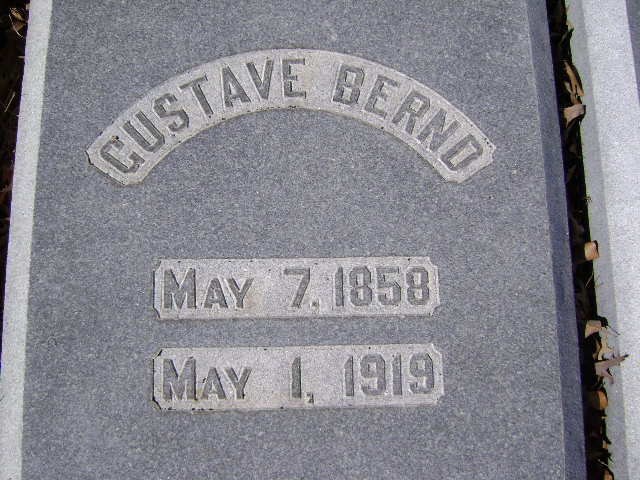 GUSTAVE BERND
MAY 7, 1858
MAY 1, 1919